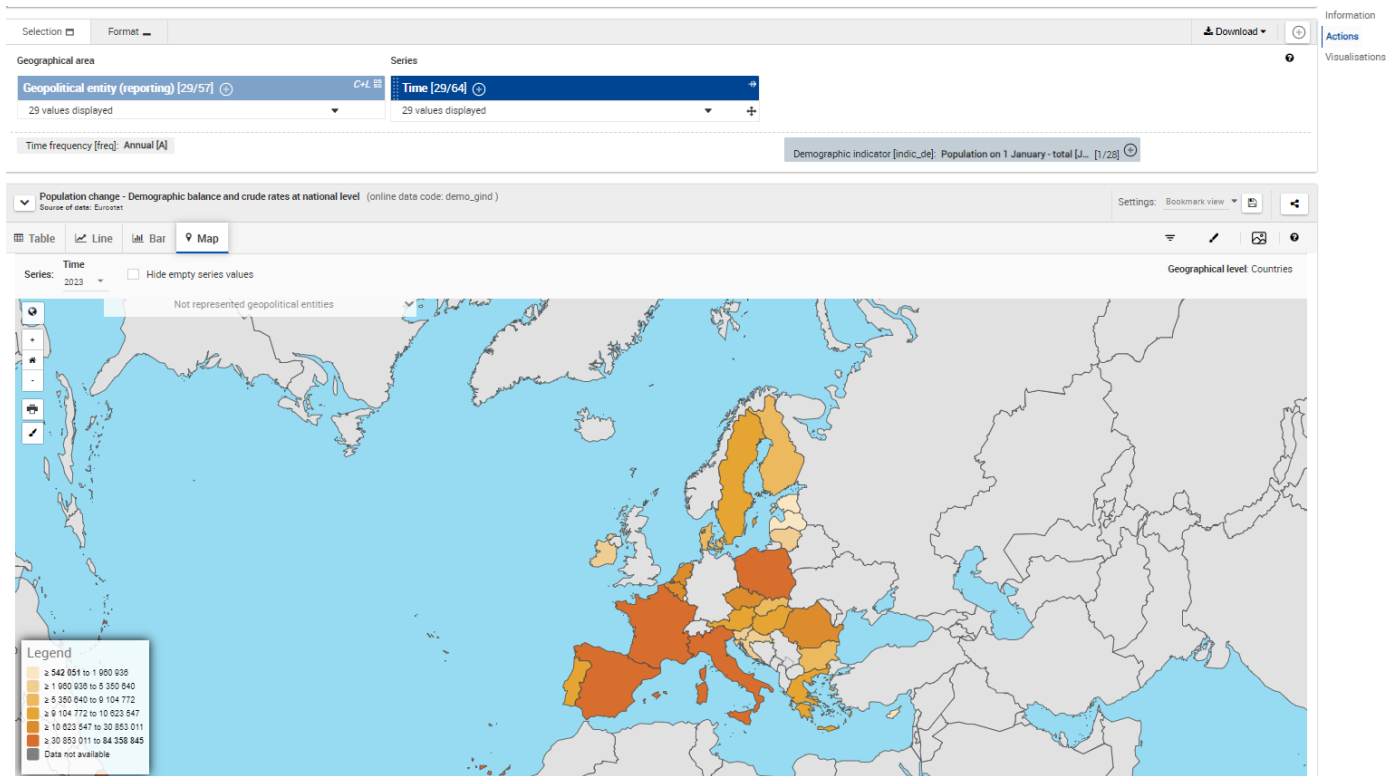 Information
Selection Format Download
Actions
Visualisations
Geographical area Series
Geopolitical entity (reporting) [29/57] C+L Time [29/64]
29 values displayed 29 values displayed
Time frequency [freq]: Annual [A] Demographic indicator [indic_de]: Population on 1 January - total [J... [1/28]
Population change - Demographic balance and crude rates at national level (online data code: demo_gind )
Source of data: Eurostat
Settings: Bookmark view
Table Line Bar Map
Series: Time Hide empty series values Geographical level: Countries
2023
Not represented geopolitical entities
+
-
Legend
≥ 542 051 to 1 960 936
≥ 1 960 936 to 5 350 640
≥ 5 350 640 to 9 104 772
≥ 9 104 772 to 10 623 547
≥ 10 623 547 to 30 853 011
≥ 30 853 011 to 84 358 845
Data not available